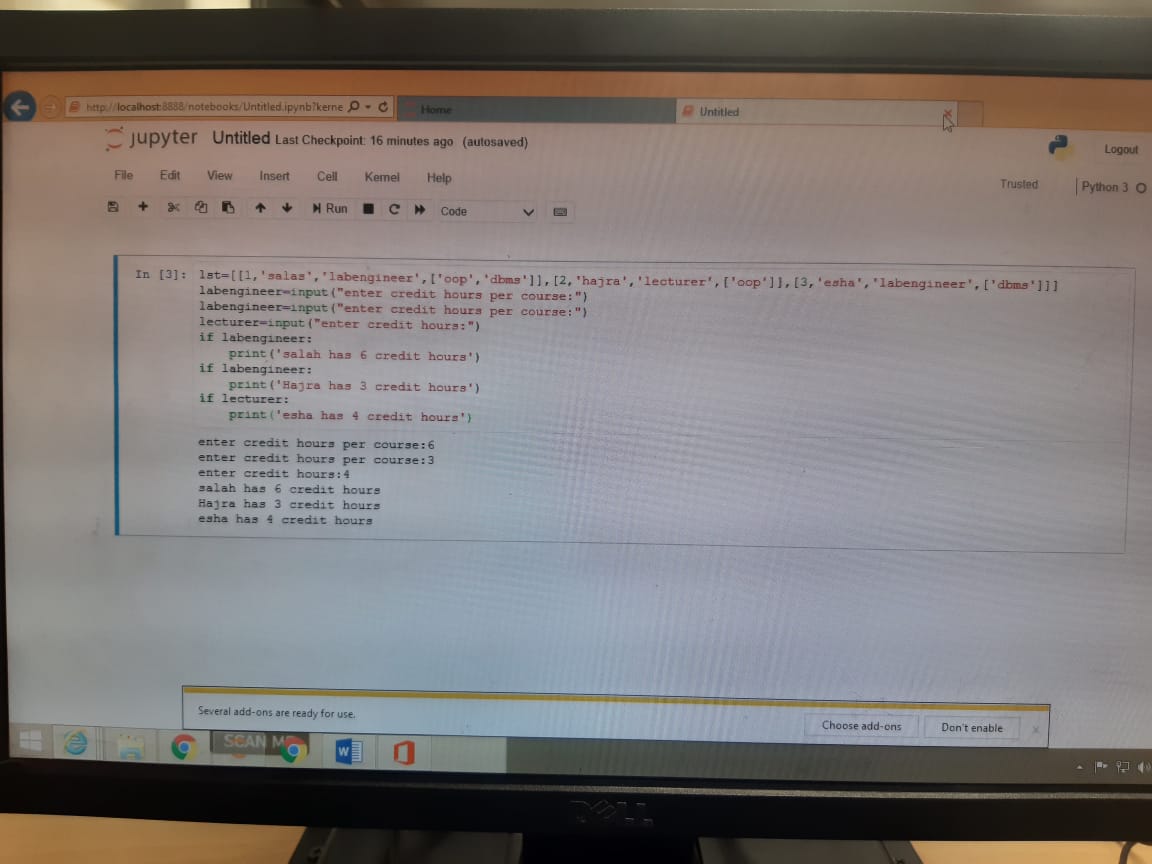 http://localhost:8888/notebooks/Untitled.ipynb?kerne
Home
Untitled
jupyter Untitled Last Checkpoint: 16 minutes ago (autosaved)
Logout
File Edit View Insert Cell Kernel Help
Trusted
Python 3
Run
Code
In [3]: lst=[[1,'salas','labengineer',['oop','dbms']],[2,'hajra','lecturer',['oop']],[3,'esha','labengineer',['dbms']]]
labengineer=input("enter credit hours per course:")
labengineer=input("enter credit hours per course:")
lecturer=input("enter credit hours:")
if labengineer:
    print('salah has 6 credit hours')
if labengineer:
    print('Hajra has 3 credit hours')
if lecturer:
    print('esha has 4 credit hours')
enter credit hours per course:6
enter credit hours per course:3
enter credit hours:4
salah has 6 credit hours
Hajra has 3 credit hours
esha has 4 credit hours
Several add-ons are ready for use.
Choose add-ons
Don't enable
SCAN
DELL